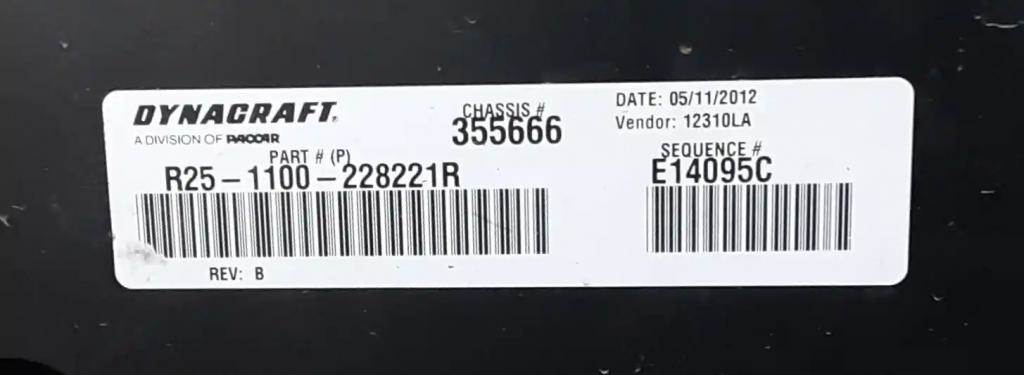 DYNACRAFT.
A DIVISION OF PACCAR
CHASSIS #
355666
DATE: 05/11/2012
Vendor: 12310LA
PART # (P)
R25-1100-228221R
SEQUENCE #
E14095C
REV: B